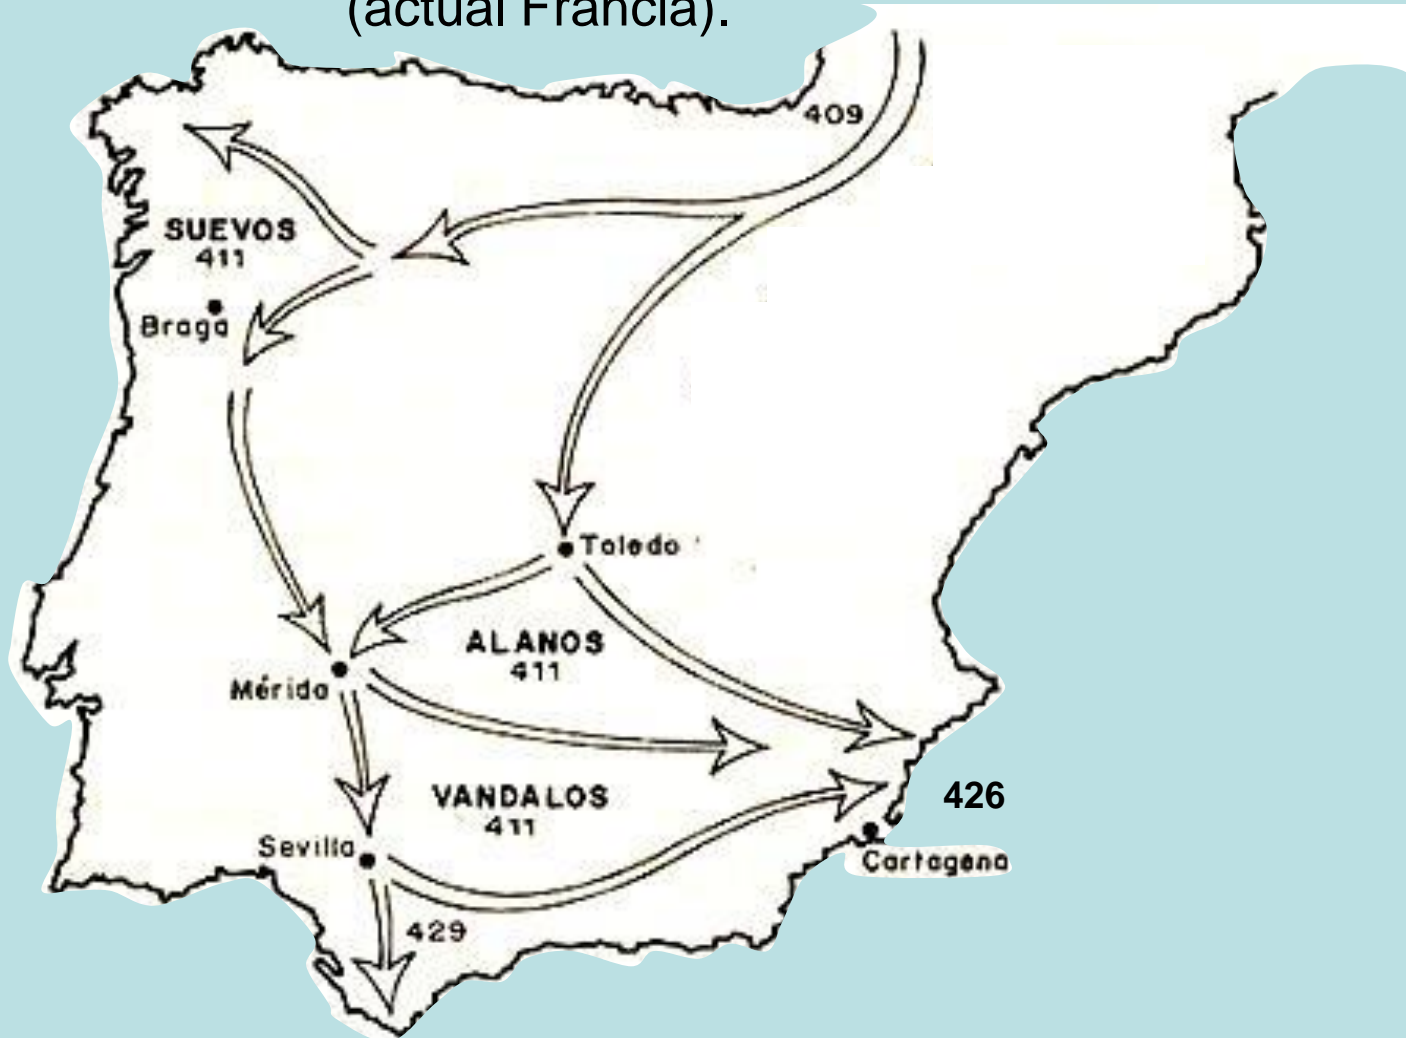 (actual Francia).
409
SUEVOS
411
Braga
Toledo
ALANOS
411
Mérida
426
VANDALOS
411
Sevilla
Cartagena
429